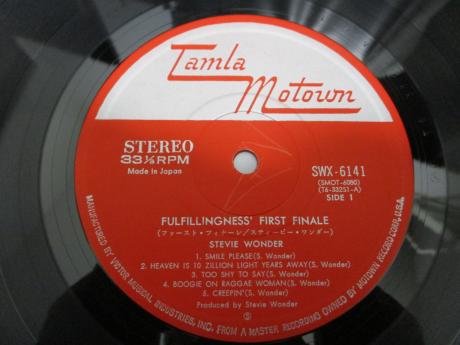 Tamla
Motown
STEREO
33⅓RPM
Made in Japan
SWX-6141
(SMOT-6080)
(T6-332S1-A)
SIDE 1
FULFILLINGNESS' FIRST FINALE
(ファースト・フィナーレ/スティービー・ワンダー)
STEVIE WONDER
1. SMILE PLEASE(S. Wonder)
2. HEAVEN IS 10 ZILLION LIGHT YEARS AWAY(S. Wonder)
3. TOO SHY TO SAY(S. Wonder)
4. BOOGIE ON RAGGAE WOMAN(S. Wonder)
5. CREEPIN'(S. Wonder)
Produced by Stevie Wonder
MANUFACTURED BY VICTOR MUSICAL INDUSTRIES, INC. FROM A MASTER RECORDING OWNED BY MOTOWN RECORD CORP., U.S.A.